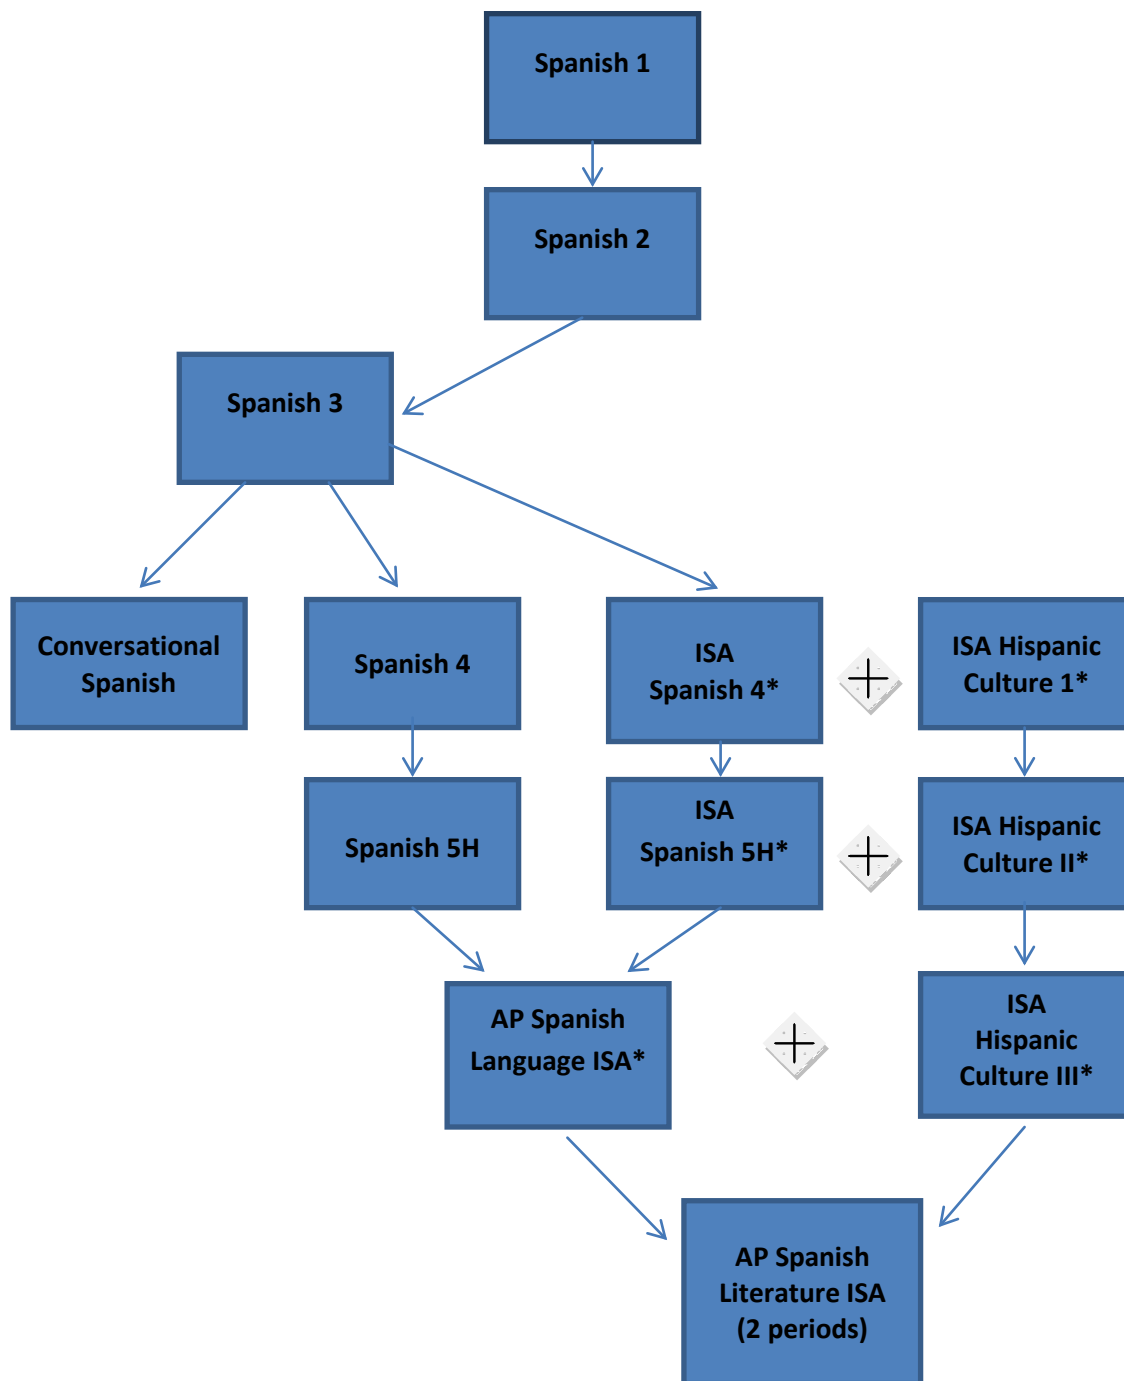 Spanish 1
Spanish 2
Spanish 3
Conversational
Spanish
Spanish 4
ISA
Spanish 4*
ISA Hispanic
Culture 1*
Spanish 5H
ISA
Spanish 5H*
ISA Hispanic
Culture II*
AP Spanish
Language ISA*
ISA
Hispanic
Culture III*
AP Spanish
Literature ISA
(2 periods)